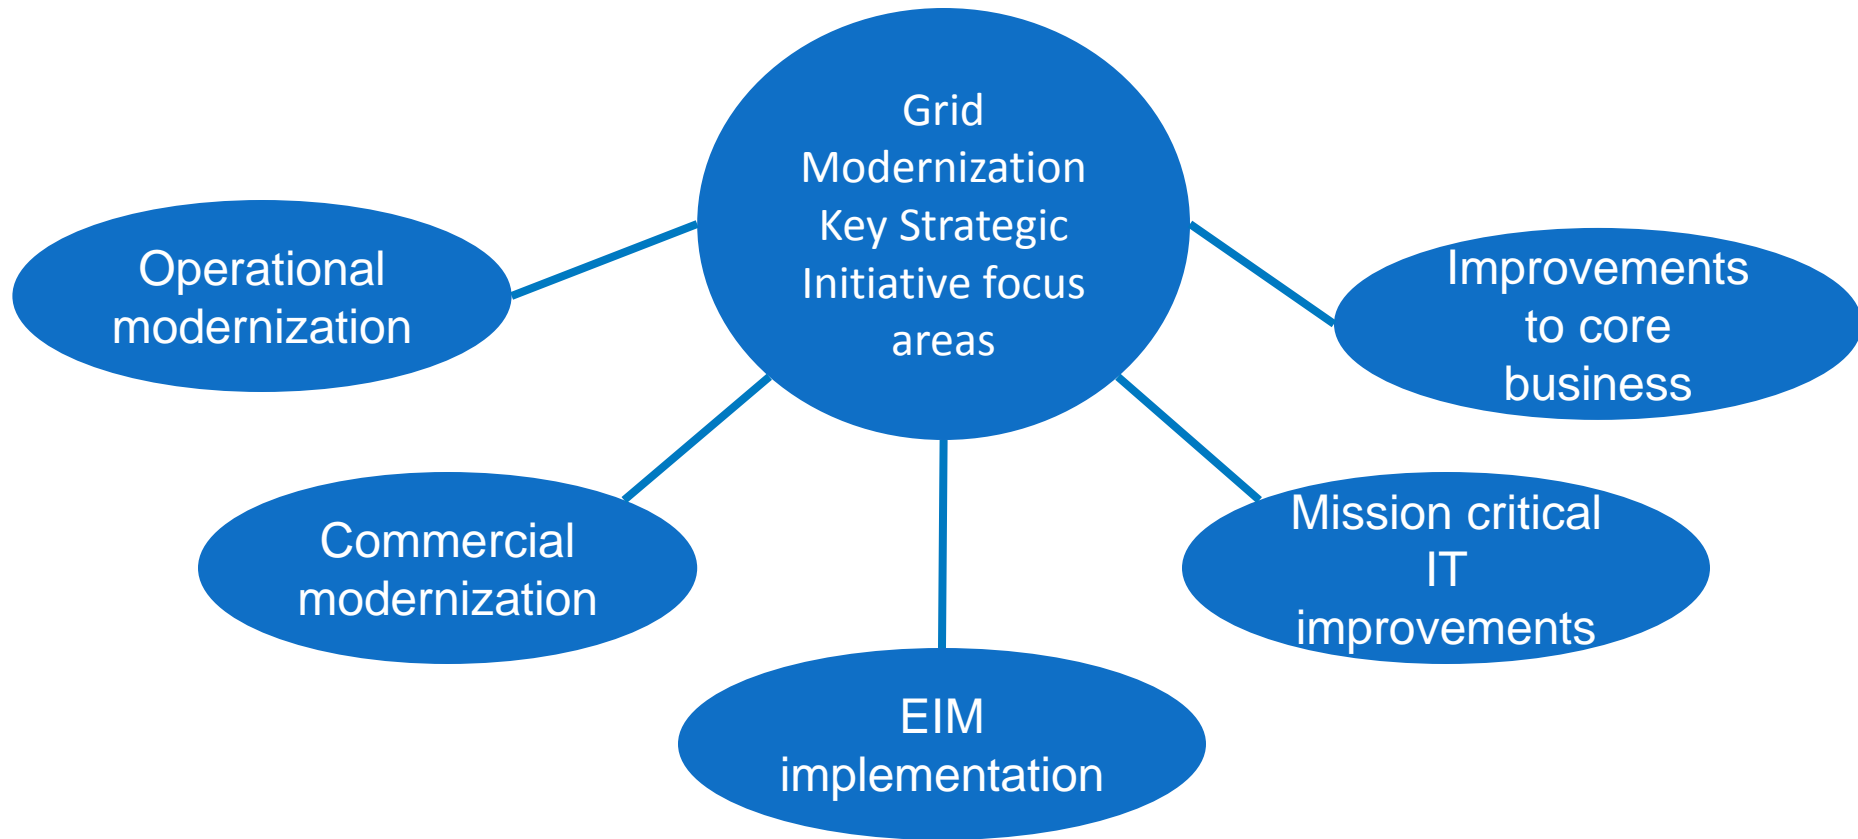 Grid
Modernization
Key Strategic
Initiative focus
areas
Operational
modernization
Improvements
to core
business
Commercial
modernization
Mission critical
IT
improvements
EIM
implementation